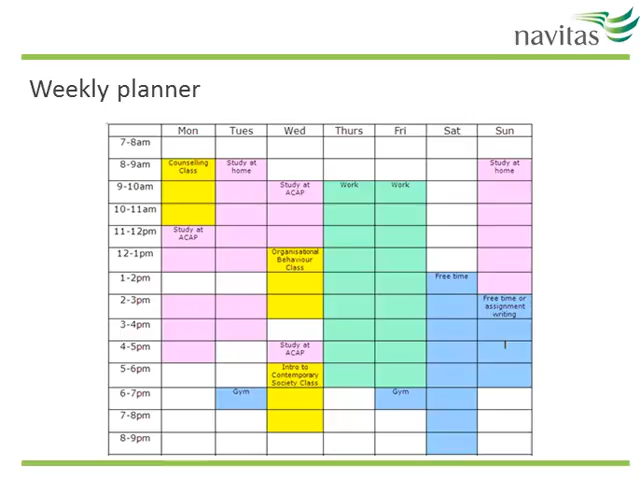 navitas
Weekly planner
Mon Tues Wed Thurs Fri Sat Sun
7-8am
8-9am Counselling Study at Study at
Class home home
9-10am Study at Work Work
ACAP
10-11am
11-12pm Study at
ACAP
12-1pm Organisational
Behaviour
Class
1-2pm Free time
2-3pm Free time or
assignment
writing
3-4pm
4-5pm Study at
ACAP
5-6pm Intro to
Contemporary
Society Class
6-7pm Gym Gym
7-8pm
8-9pm